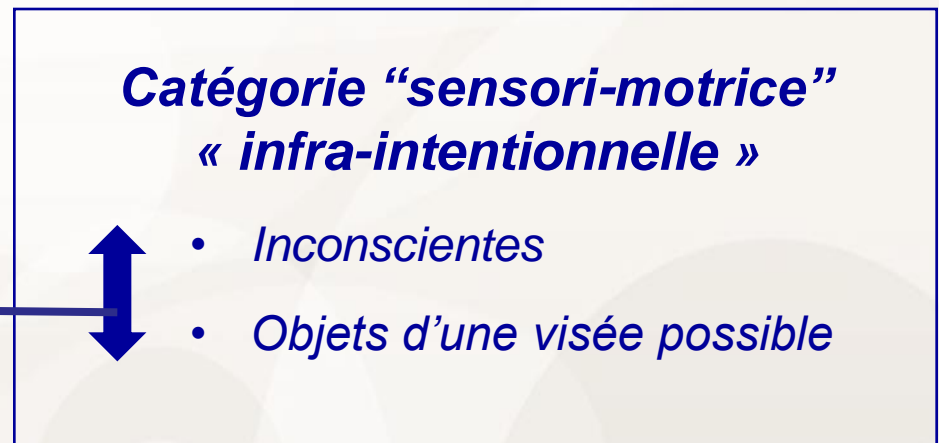 Catégorie “sensori-motrice”
« infra-intentionnelle »
• Inconscientes
• Objets d’une visée possible